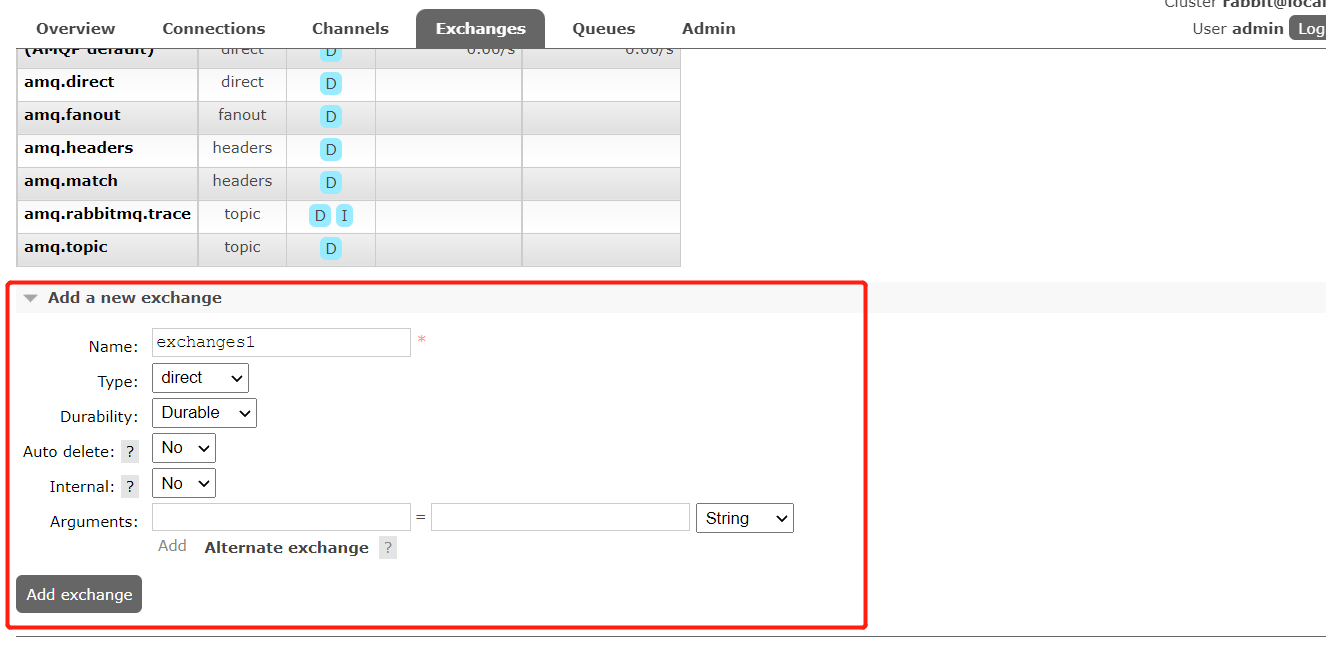 Cluster rabbit@local
Overview Connections Channels Exchanges Queues Admin User admin Log
(AMQP default) direct D 0.00/s 0.00/s
amq.direct direct D
amq.fanout fanout D
amq.headers headers D
amq.match headers D
amq.rabbitmq.trace topic D I
amq.topic topic D
Add a new exchange
Name: exchanges1 *
Type: direct
Durability: Durable
Auto delete: ? No
Internal: ? No
Arguments: = String
Add Alternate exchange ?
Add exchange